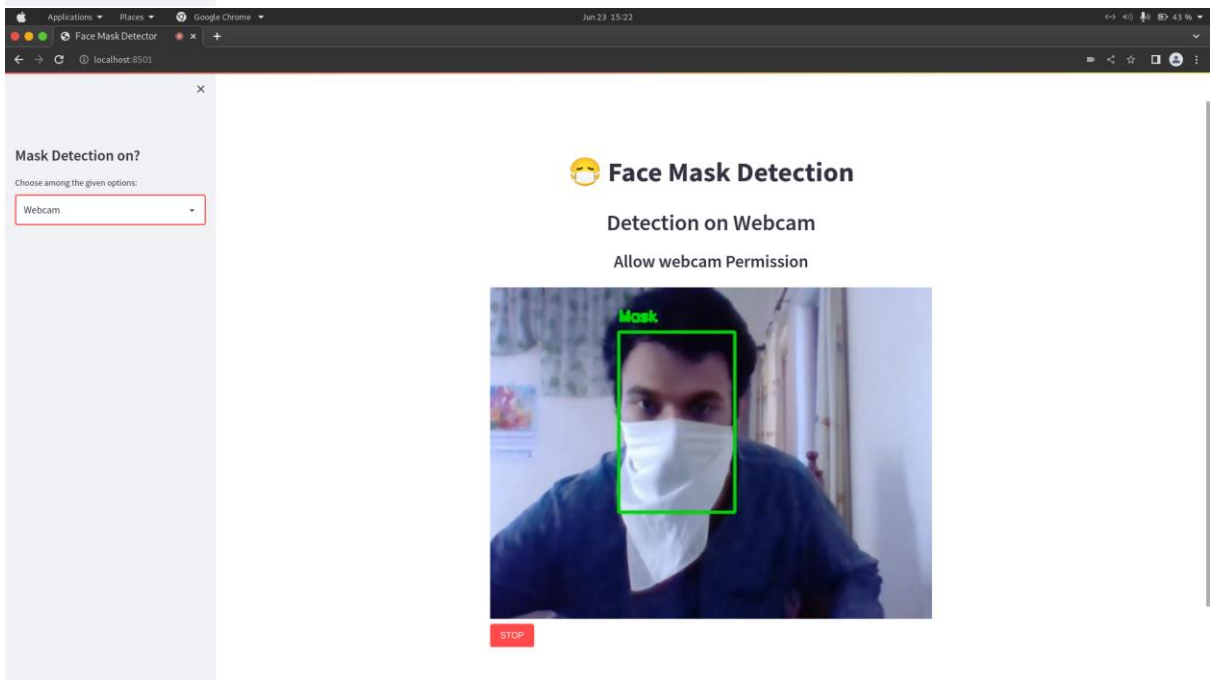 Applications Places Google Chrome Jun 23 15:22 43 %
Face Mask Detector
localhost:8501
Mask Detection on?
Choose among the given options:
Webcam
😷 Face Mask Detection
Detection on Webcam
Allow webcam Permission
Mask
STOP